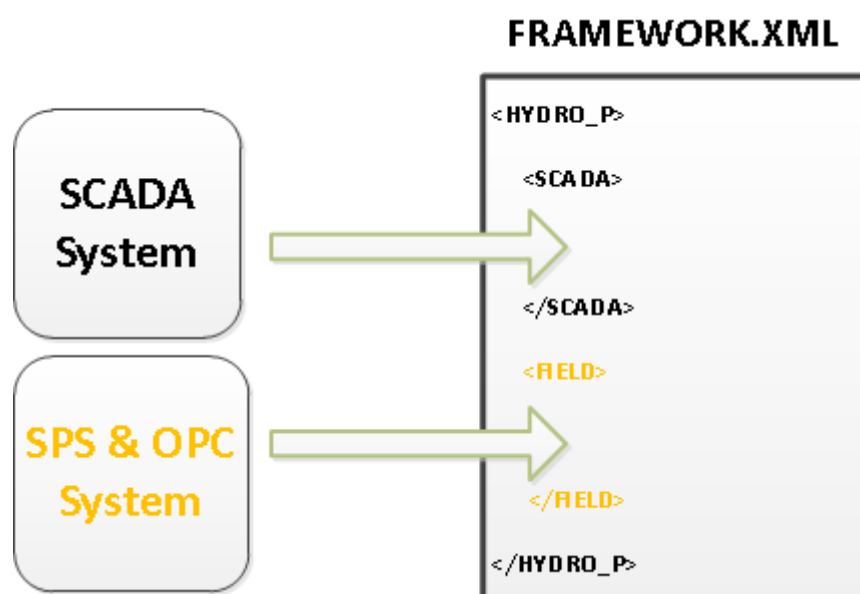 FRAMEWORK.XML
<HYDRO_P>
SCADA
System
<SCADA>
</SCADA>
<FIELD>
SPS & OPC
System
</FIELD>
</HYDRO_P>